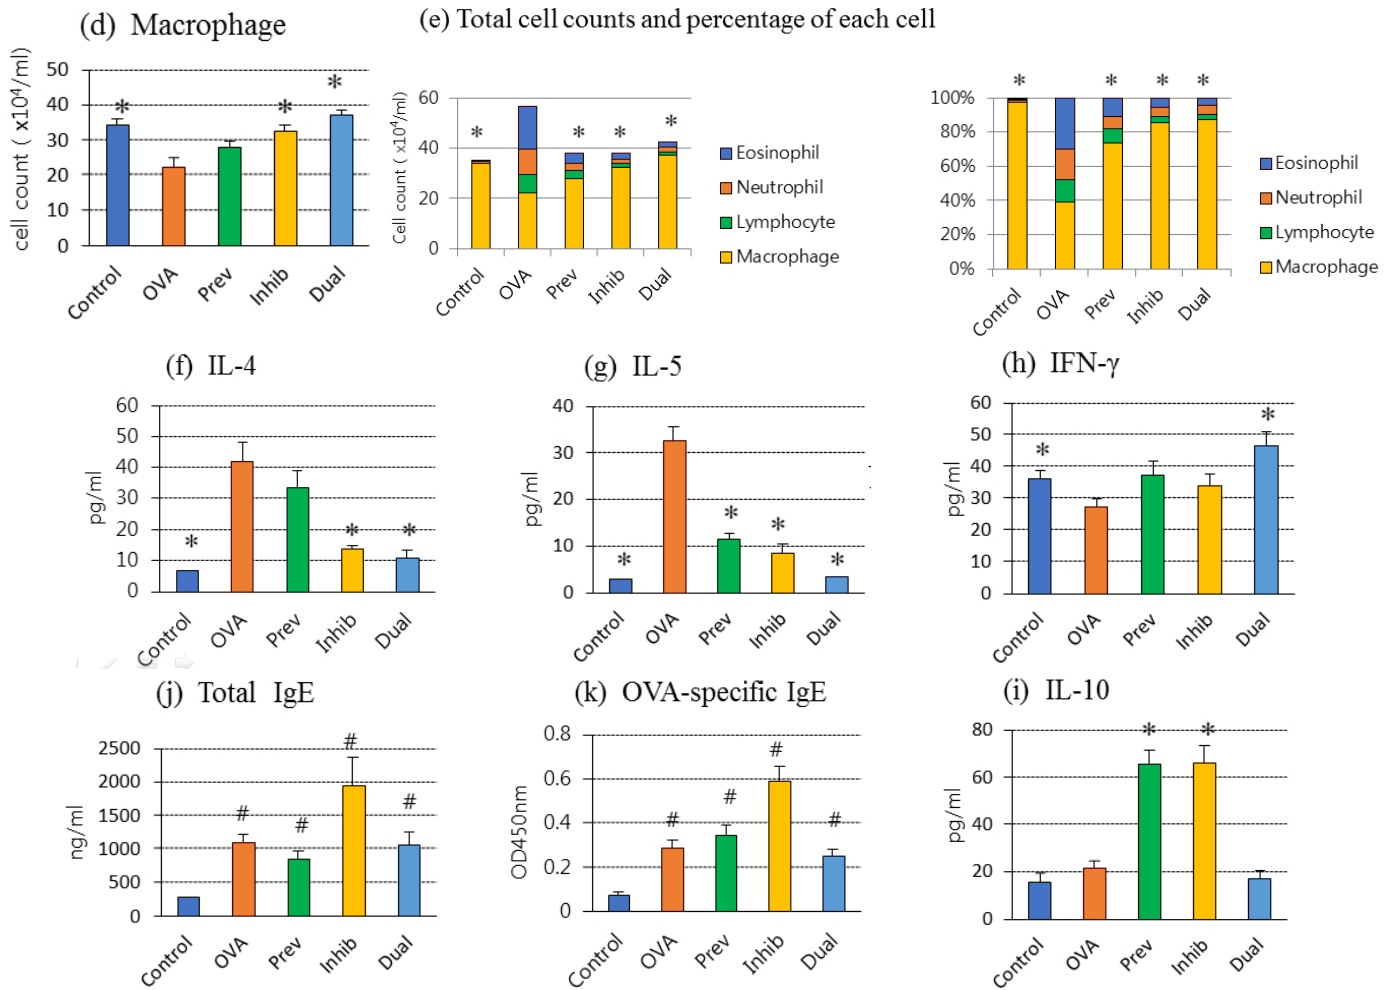 (d) Macrophage
cell count ( x10⁴/ml)
50
40
30
20
10
0
* * *
Control OVA Prev Inhib Dual
(e) Total cell counts and percentage of each cell
Cell count ( x10⁴/ml)
60
40
20
0
* * * *
Control OVA Prev Inhib Dual
Eosinophil
Neutrophil
Lymphocyte
Macrophage
100%
80%
60%
40%
20%
0%
* * * *
Control OVA Prev Inhib Dual
Eosinophil
Neutrophil
Lymphocyte
Macrophage
(f) IL-4
pg/ml
60
50
40
30
20
10
0
* * *
Control OVA Prev Inhib Dual
(g) IL-5
pg/ml
40
30
20
10
0
* * * *
Control OVA Prev Inhib Dual
(h) IFN-γ
pg/ml
60
50
40
30
20
10
0
* *
Control OVA Prev Inhib Dual
(j) Total IgE
ng/ml
2500
2000
1500
1000
500
0
# # # #
Control OVA Prev Inhib Dual
(k) OVA-specific IgE
OD450nm
0.8
0.6
0.4
0.2
0
# # # #
Control OVA Prev Inhib Dual
(i) IL-10
pg/ml
80
60
40
20
0
* *
Control OVA Prev Inhib Dual